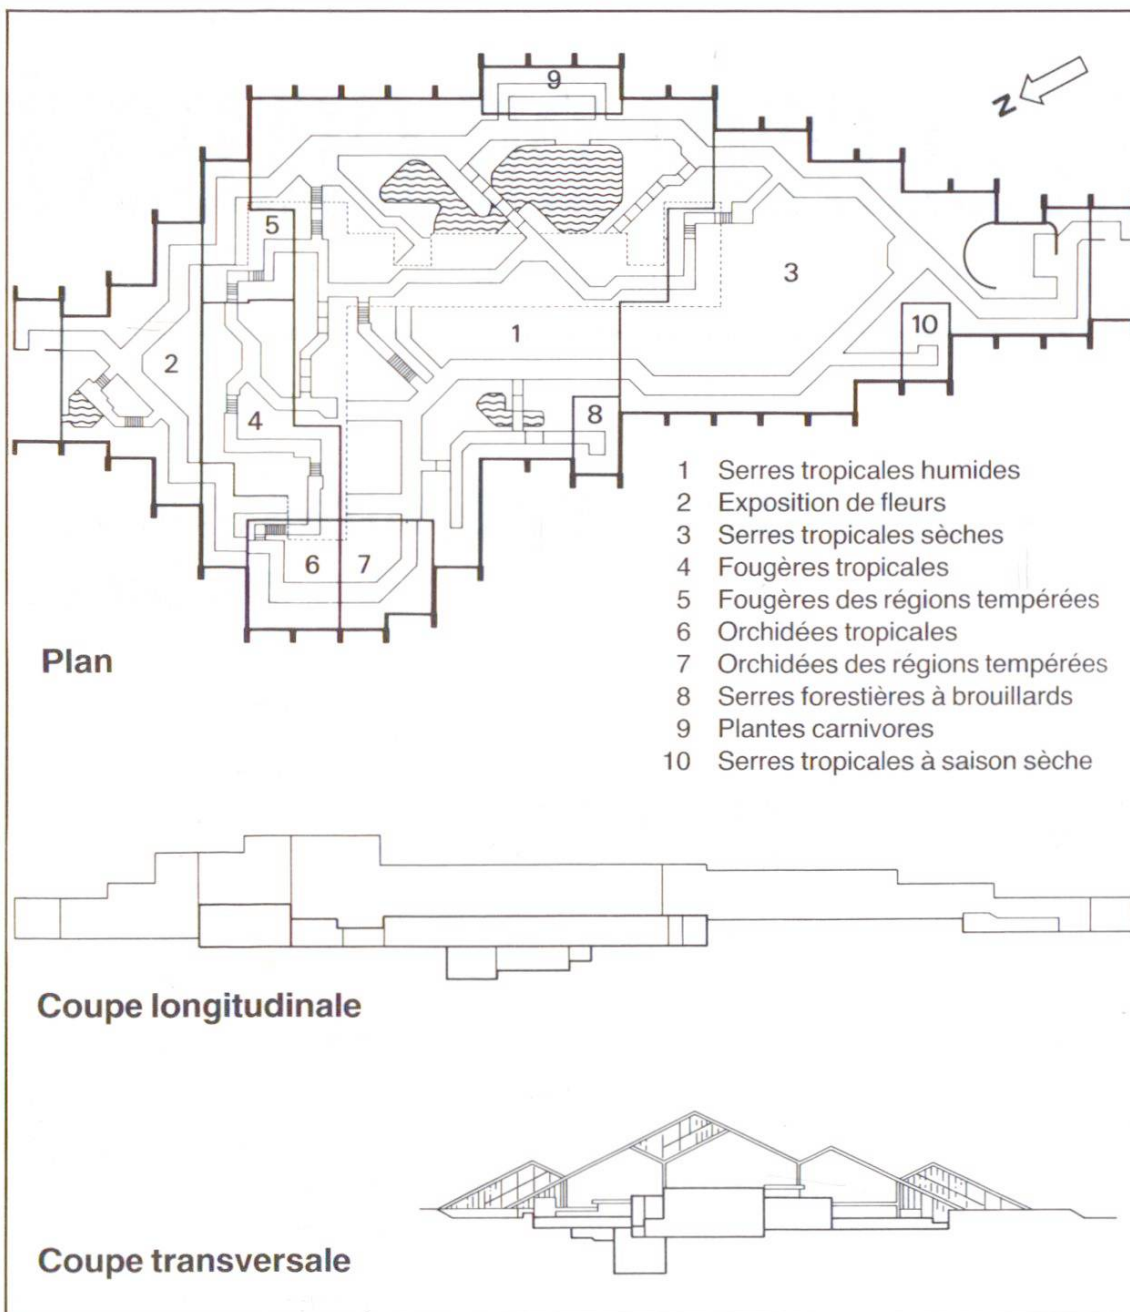 9
N
5
3
1
10
2
4
8
6
7
1 Serres tropicales humides
2 Exposition de fleurs
3 Serres tropicales sèches
4 Fougères tropicales
5 Fougères des régions tempérées
6 Orchidées tropicales
7 Orchidées des régions tempérées
8 Serres forestières à brouillards
9 Plantes carnivores
10 Serres tropicales à saison sèche
Plan
Coupe longitudinale
Coupe transversale